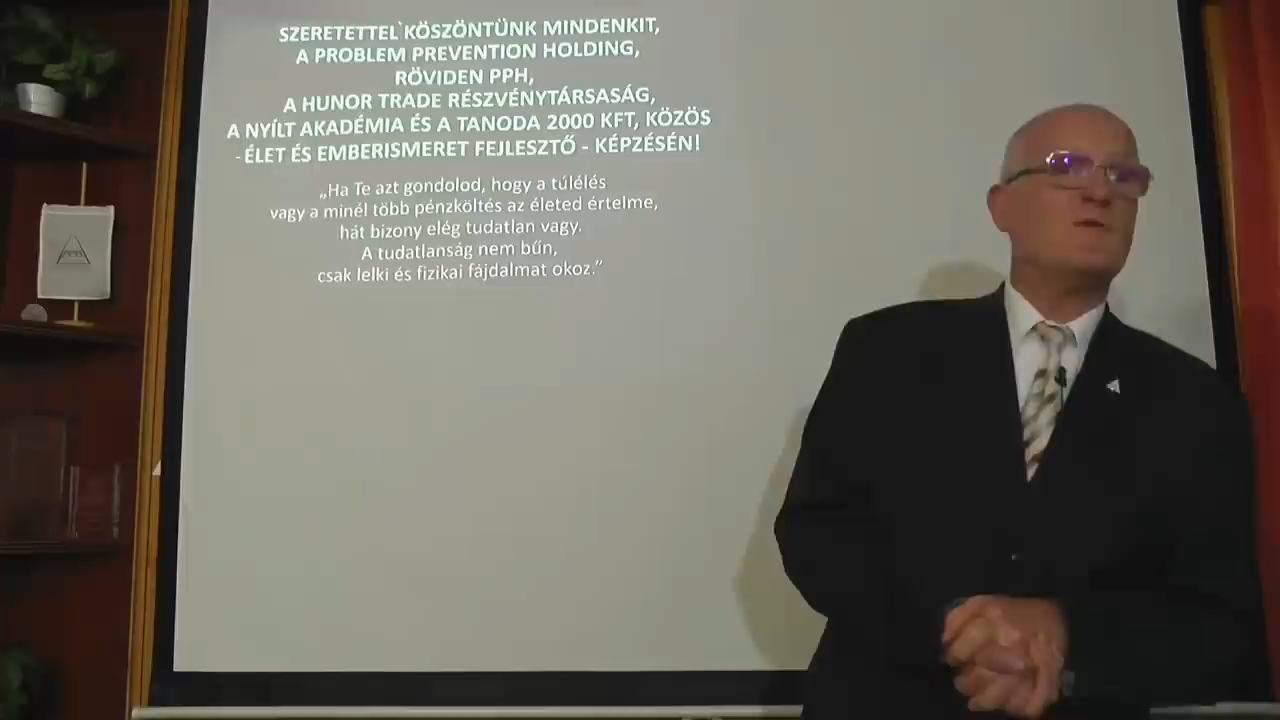 SZERETETTEL KÖSZÖNTÜNK MINDENKIT,
A PROBLEM PREVENTION HOLDING,
RÖVIDEN PPH,
A HUNOR TRADE RÉSZVÉNYTÁRSASÁG,
A NYÍLT AKADÉMIA ÉS A TANODA 2000 KFT, KÖZÖS
- ÉLET ÉS EMBERISMERET FEJLESZTŐ - KÉPZÉSÉN!
„Ha Te azt gondolod, hogy a túlélés
vagy a minél több pénzköltés az életed értelme,
hát bizony elég tudatlan vagy.
A tudatlanság nem bűn,
csak lelki és fizikai fájdalmat okoz.”